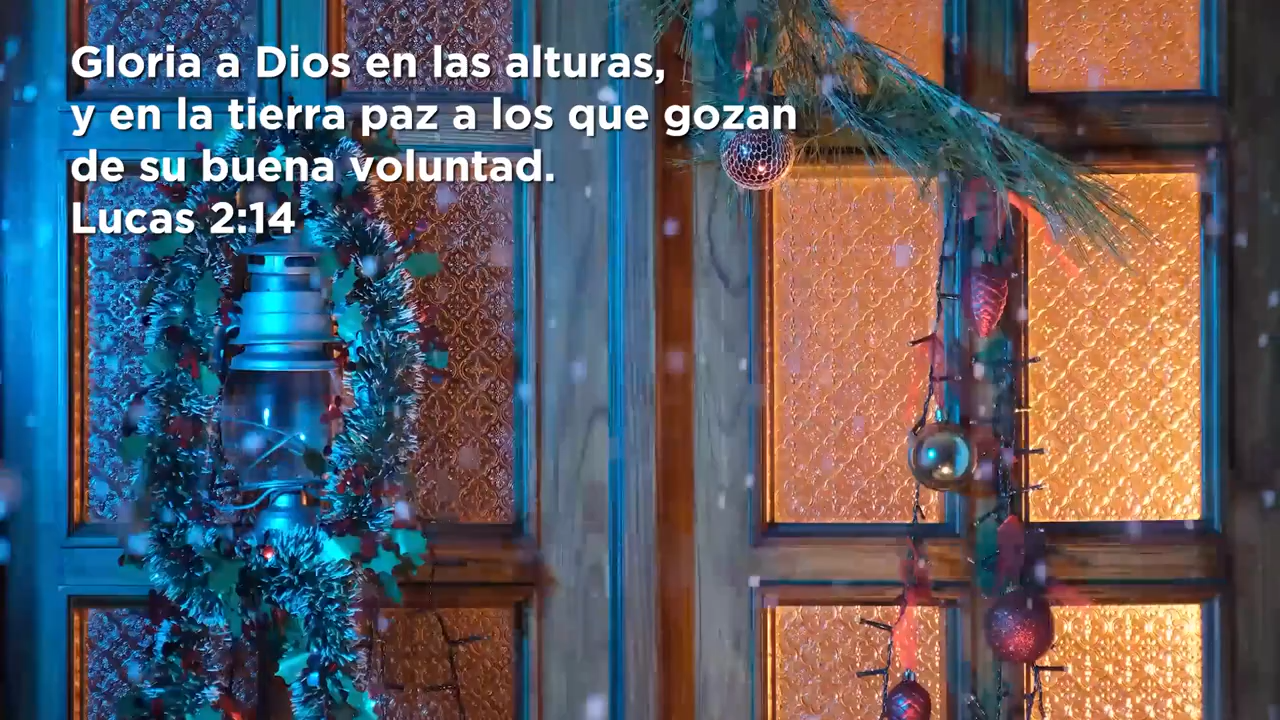 Gloria a Dios en las alturas,
y en la tierra paz a los que gozan
de su buena voluntad.
Lucas 2:14